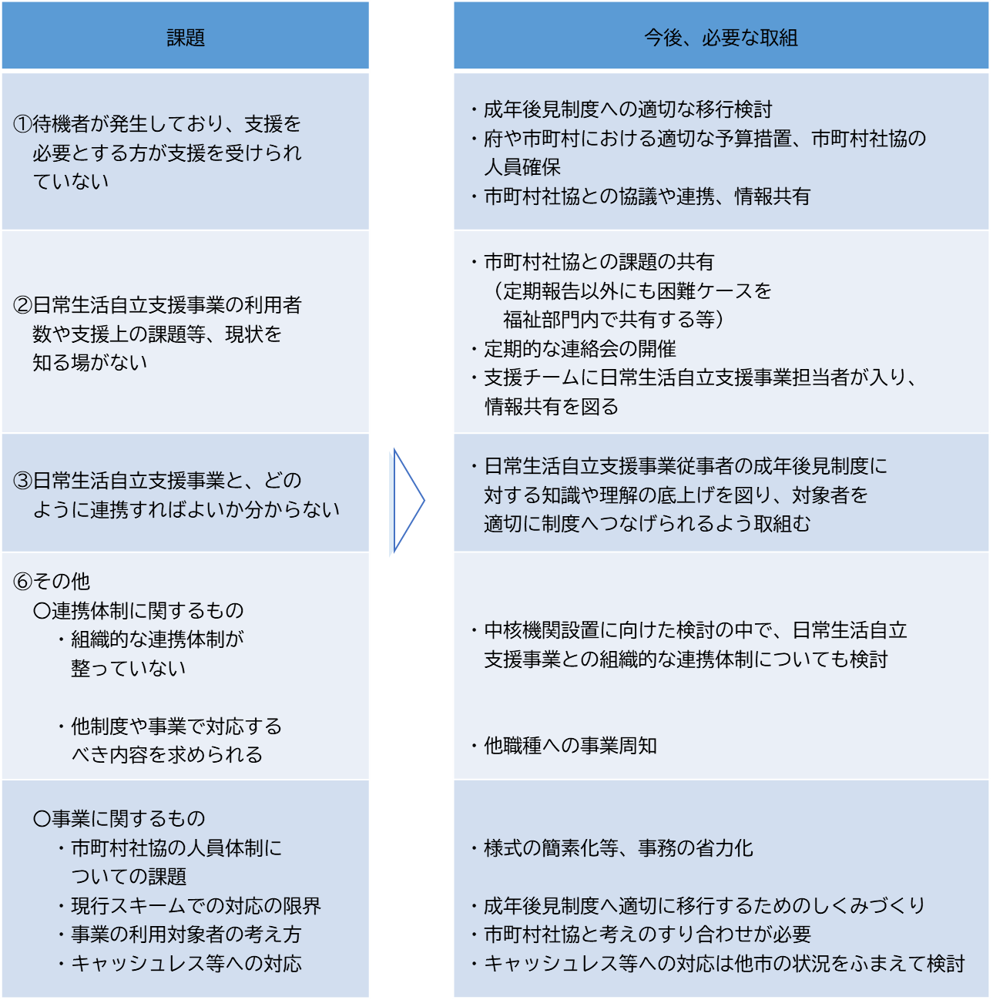 課題
今後、必要な取組
①待機者が発生しており、支援を
必要とする方が支援を受けられ
ていない
・成年後見制度への適切な移行検討
・府や市町村における適切な予算措置、市町村社協の
人員確保
・市町村社協との協議や連携、情報共有
②日常生活自立支援事業の利用者
数や支援上の課題等、現状を
知る場がない
・市町村社協との課題の共有
（定期報告以外にも困難ケースを
福祉部門内で共有する等）
・定期的な連絡会の開催
・支援チームに日常生活自立支援事業担当者が入り、
情報共有を図る
③日常生活自立支援事業と、どの
ように連携すればよいか分からない
・日常生活自立支援事業従事者の成年後見制度に
対する知識や理解の底上げを図り、対象者を
適切に制度へつなげられるよう取組む
⑥その他
〇連携体制に関するもの
・組織的な連携体制が
整っていない
・他制度や事業で対応する
べき内容を求められる
・中核機関設置に向けた検討の中で、日常生活自立
支援事業との組織的な連携体制についても検討
・他職種への事業周知
〇事業に関するもの
・市町村社協の人員体制に
ついての課題
・現行スキームでの対応の限界
・事業の利用対象者の考え方
・キャッシュレス等への対応
・様式の簡素化等、事務の省力化
・成年後見制度へ適切に移行するためのしくみづくり
・市町村社協と考えのすり合わせが必要
・キャッシュレス等への対応は他市の状況をふまえて検討